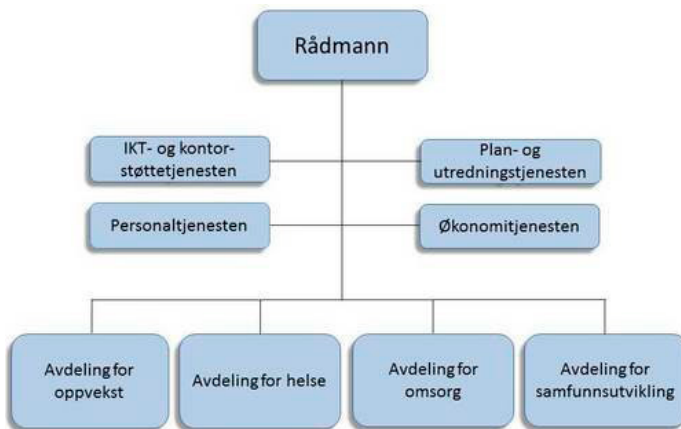 Rådmann
IKT- og kontor-
støttetjenesten
Plan- og
utredningstjenesten
Personaltjenesten
Økonomitjenesten
Avdeling for
oppvekst
Avdeling for helse
Avdeling for
omsorg
Avdeling for
samfunnsutvikling